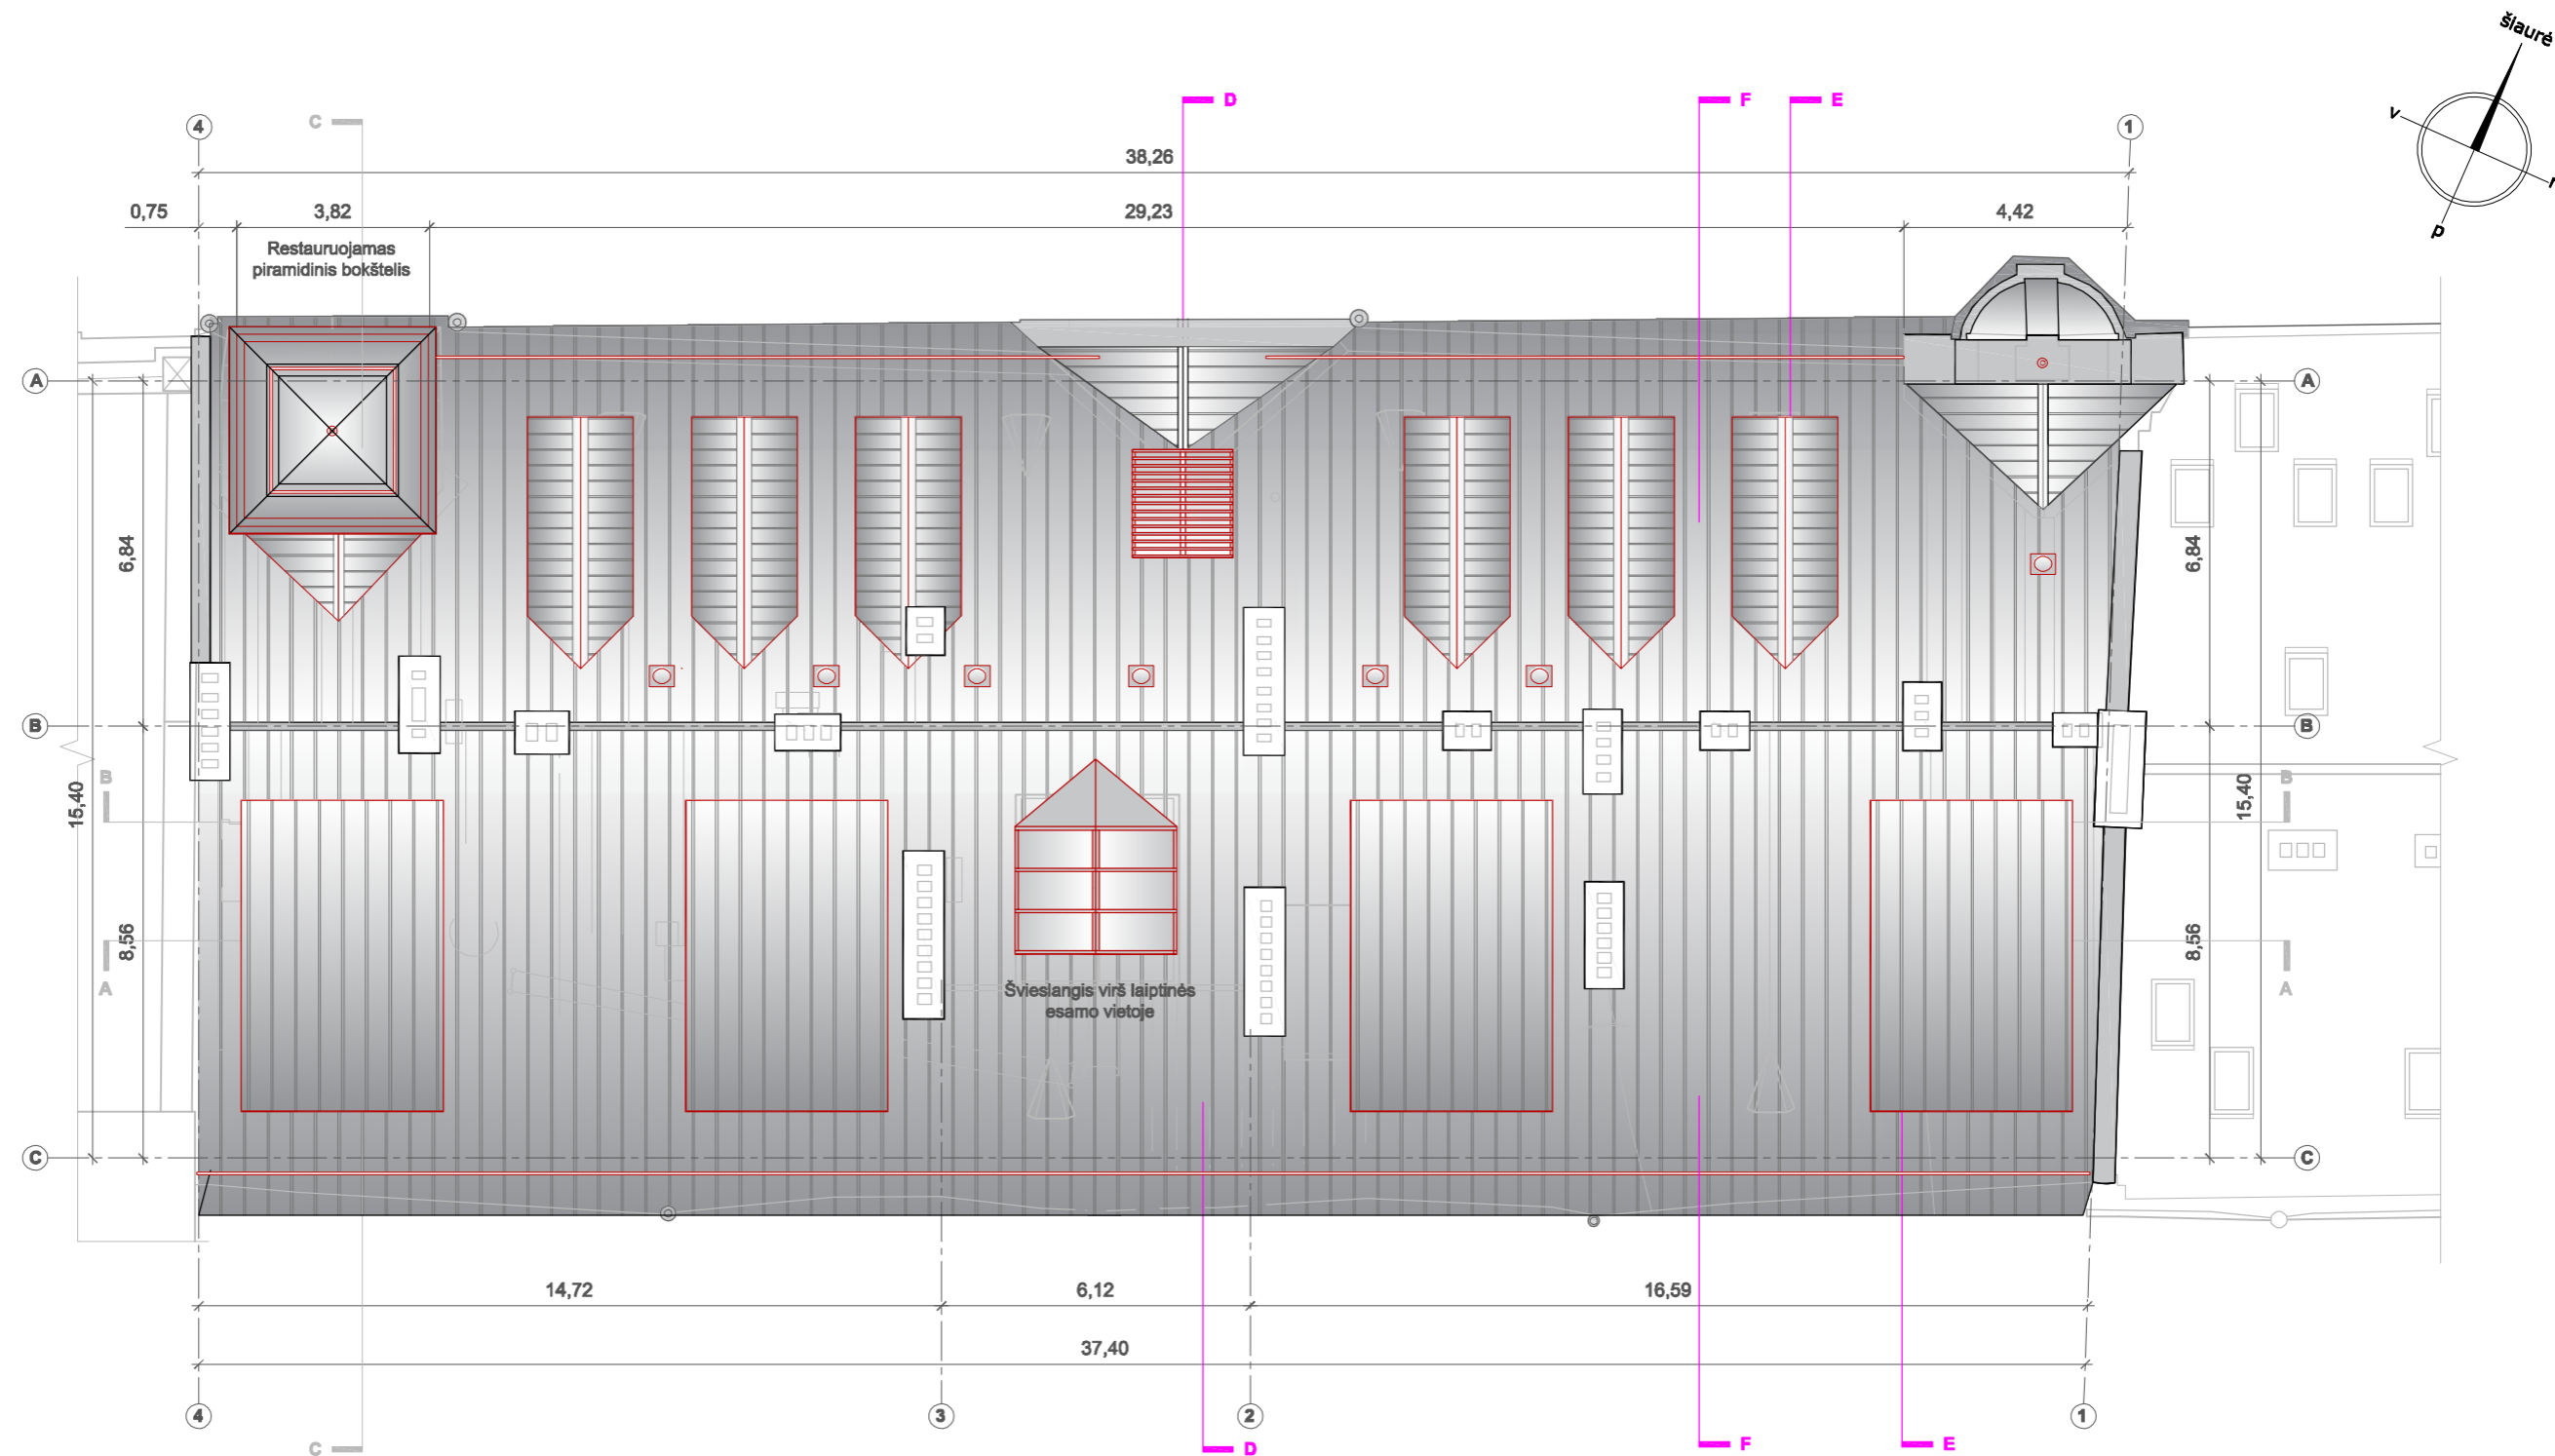 šiaurė
v
p
D
F
E
C
4
1
38,26
0,75
3,82
29,23
4,42
Restauruojamas
piramidinis bokštelis
A
A
6,84
6,84
B
B
B
B
15,40
15,40
8,56
8,56
A
A
Švieslangis virš laiptinės
esamo vietoje
C
C
14,72
6,12
16,59
37,40
4
3
2
1
C
D
F
E